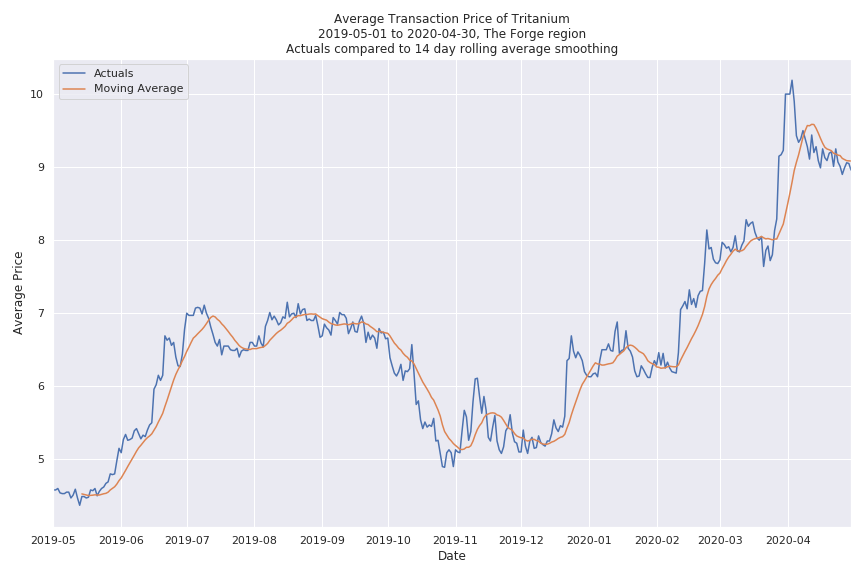 Average Transaction Price of Tritanium
2019-05-01 to 2020-04-30, The Forge region
Actuals compared to 14 day rolling average smoothing
Actuals
Moving Average
10
9
8
7
6
5
Average Price
2019-05 2019-06 2019-07 2019-08 2019-09 2019-10 2019-11 2019-12 2020-01 2020-02 2020-03 2020-04
Date